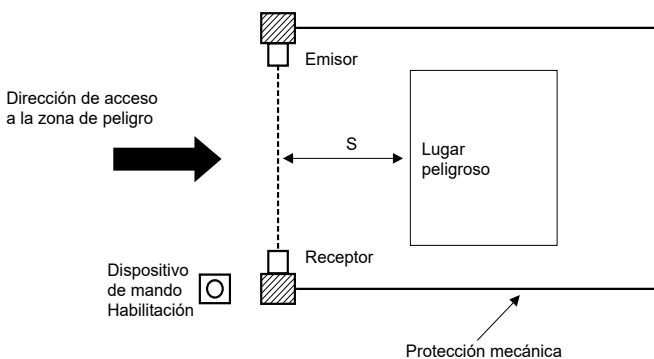 Emisor
Dirección de acceso
a la zona de peligro
S
Lugar
peligroso
Receptor
Dispositivo
de mando
Habilitación
Protección mecánica